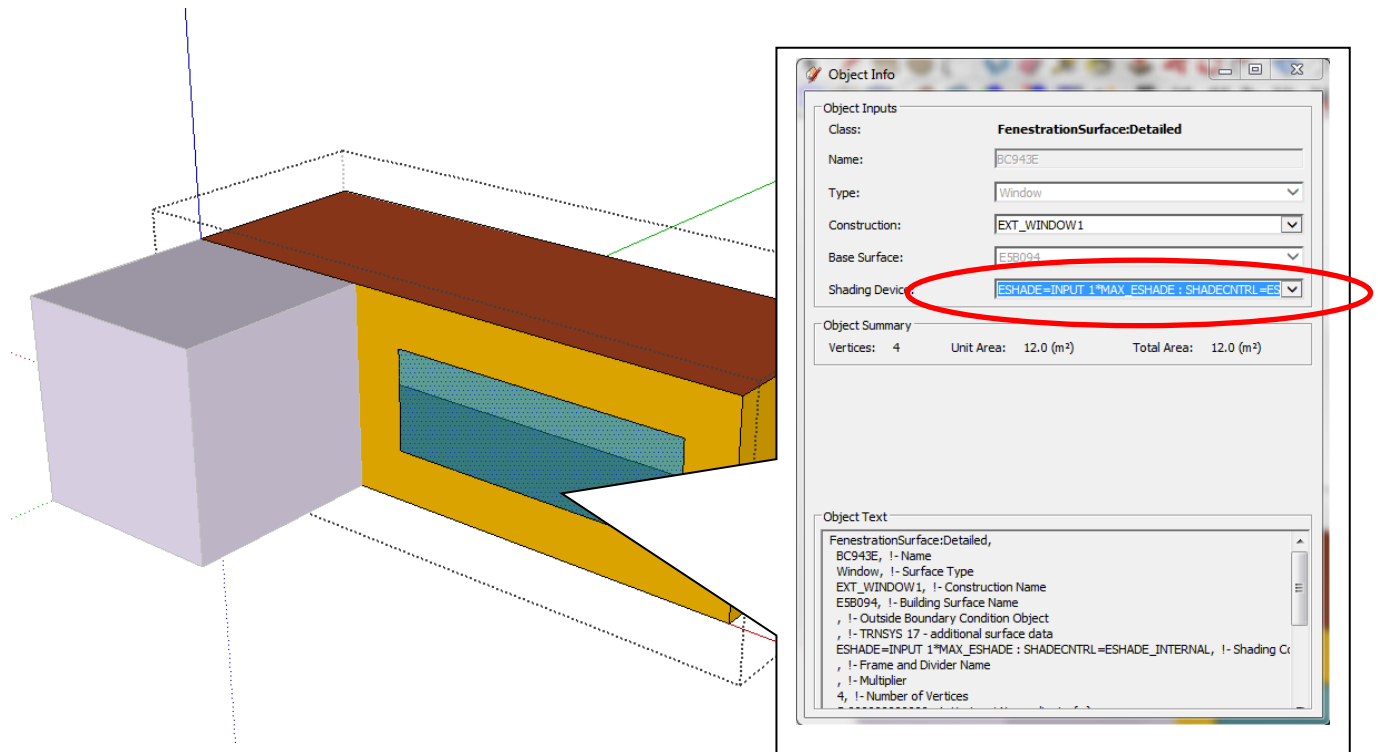 Object Info
Object Inputs
Class: FenestrationSurface:Detailed
Name: BC943E
Type: Window
Construction: EXT_WINDOW1
Base Surface: E5B094
Shading Device: ESHADE=INPUT 1*MAX_ESHADE : SHADECNTRL=ES
Object Summary
Vertices: 4 Unit Area: 12.0 (m²) Total Area: 12.0 (m²)
Object Text
FenestrationSurface:Detailed,
BC943E, !- Name
Window, !- Surface Type
EXT_WINDOW1, !- Construction Name
E5B094, !- Building Surface Name
, !- Outside Boundary Condition Object
, !- TRNSYS 17 - additional surface data
ESHADE=INPUT 1*MAX_ESHADE : SHADECNTRL=ESHADE_INTERNAL, !- Shading Co
, !- Frame and Divider Name
, !- Multiplier
4, !- Number of Vertices